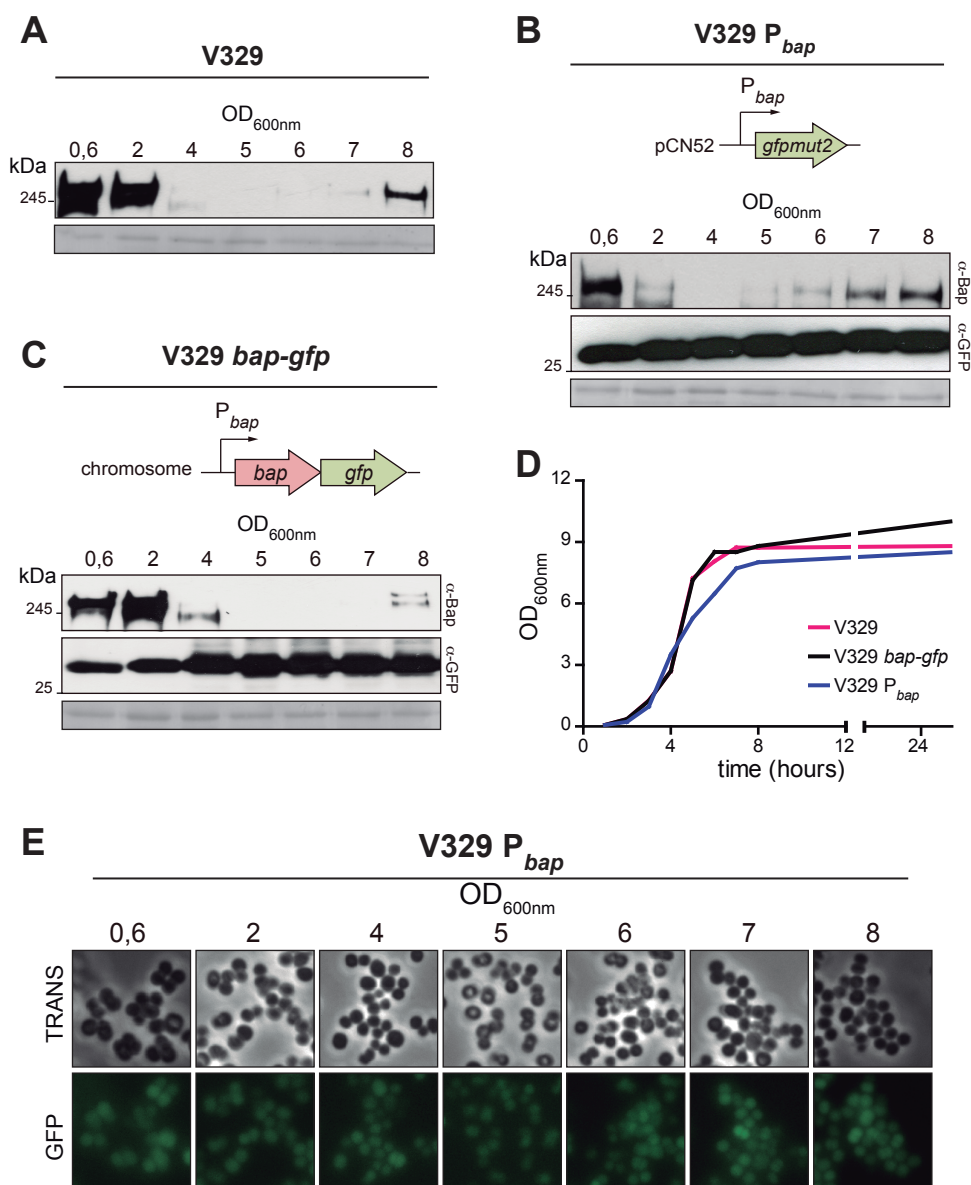 A
V329
OD600nm
0,6 2 4 5 6 7 8
kDa
245
B
V329 Pbap
Pbap
pCN52
gfpmut2
OD600nm
0,6 2 4 5 6 7 8
kDa
245
α-Bap
α-GFP
25
C
V329 bap-gfp
Pbap
chromosome
bap
gfp
OD600nm
0,6 2 4 5 6 7 8
kDa
245
α-Bap
α-GFP
25
D
12
9
6
3
0
OD600nm
V329
V329 bap-gfp
V329 Pbap
0 4 8 12 24
time (hours)
E
V329 Pbap
OD600nm
0,6 2 4 5 6 7 8
TRANS
GFP